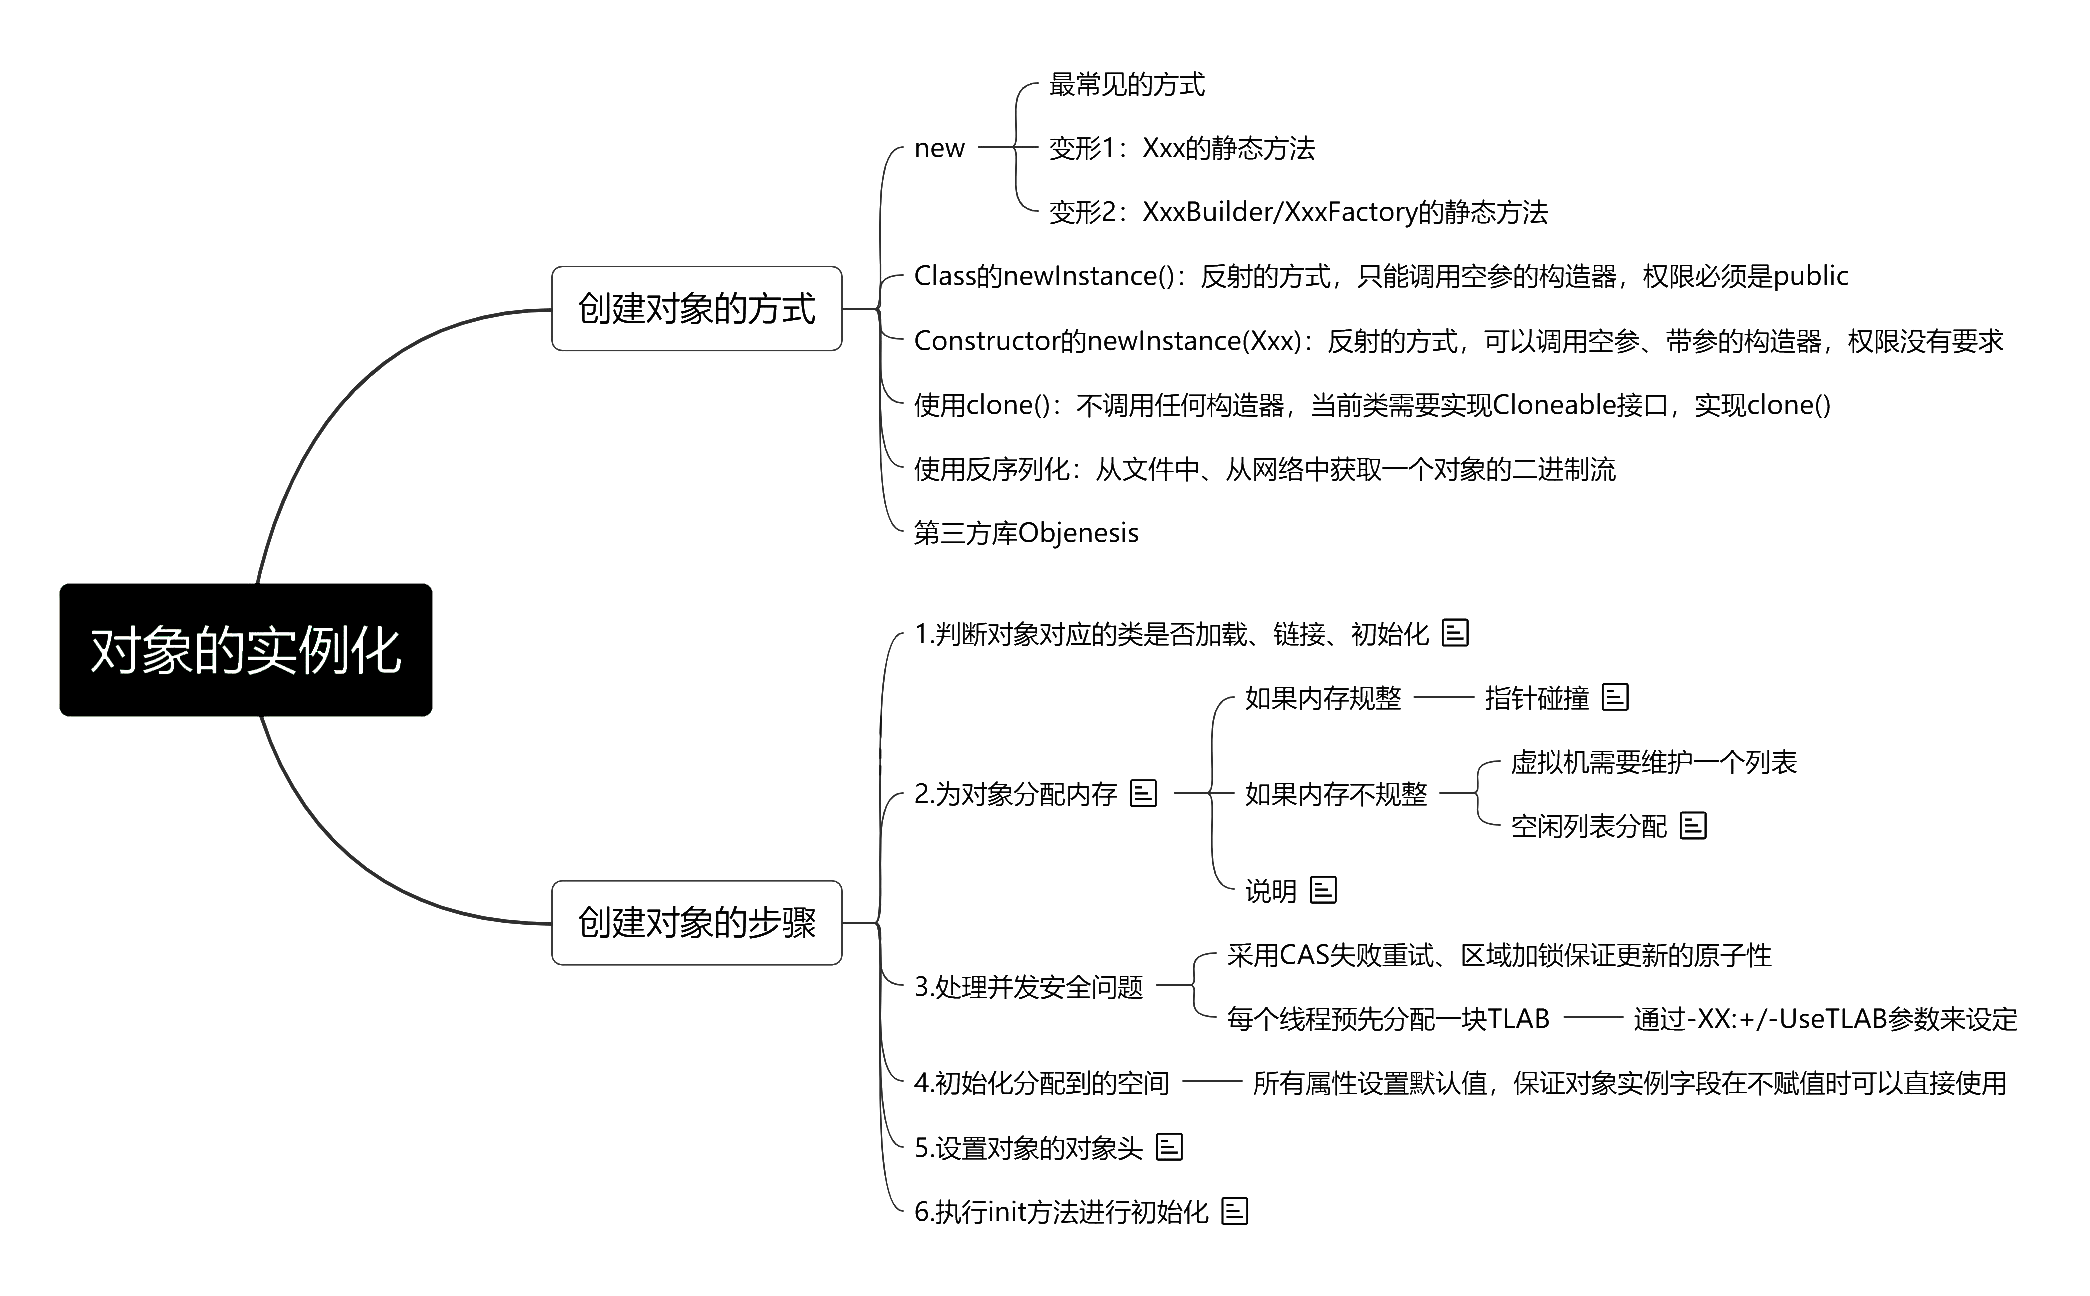 对象的实例化
创建对象的方式
new
最常见的方式
变形1：Xxx的静态方法
变形2：XxxBuilder/XxxFactory的静态方法
Class的newInstance()：反射的方式，只能调用空参的构造器，权限必须是public
Constructor的newInstance(Xxx)：反射的方式，可以调用空参、带参的构造器，权限没有要求
使用clone()：不调用任何构造器，当前类需要实现Cloneable接口，实现clone()
使用反序列化：从文件中、从网络中获取一个对象的二进制流
第三方库Objenesis
创建对象的步骤
1.判断对象对应的类是否加载、链接、初始化
2.为对象分配内存
如果内存规整
指针碰撞
如果内存不规整
虚拟机需要维护一个列表
空闲列表分配
说明
3.处理并发安全问题
采用CAS失败重试、区域加锁保证更新的原子性
每个线程预先分配一块TLAB
通过-XX:+/-UseTLAB参数来设定
4.初始化分配到的空间
所有属性设置默认值，保证对象实例字段在不赋值时可以直接使用
5.设置对象的对象头
6.执行init方法进行初始化